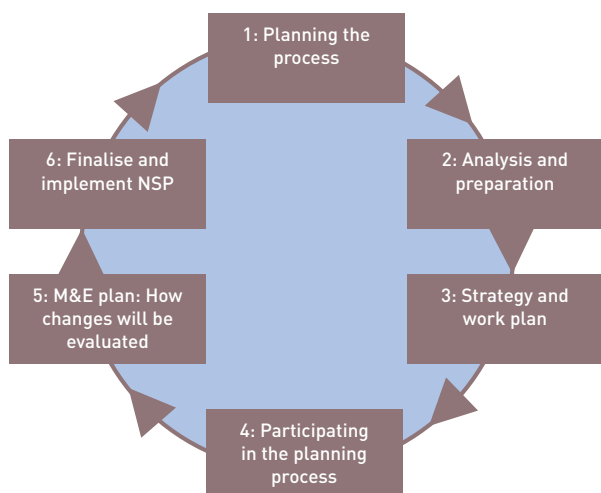 1: Planning the
process
2: Analysis and
preparation
3: Strategy and
work plan
4: Participating
in the planning
process
5: M&E plan: How
changes will be
evaluated
6: Finalise and
implement NSP